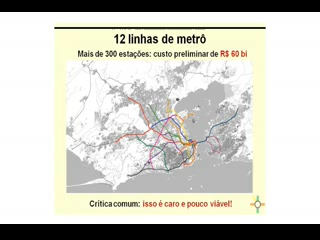 12 linhas de metrô
Mais de 300 estações: custo preliminar de R$ 60 bi
Crítica comum: isso é caro e pouco viável!